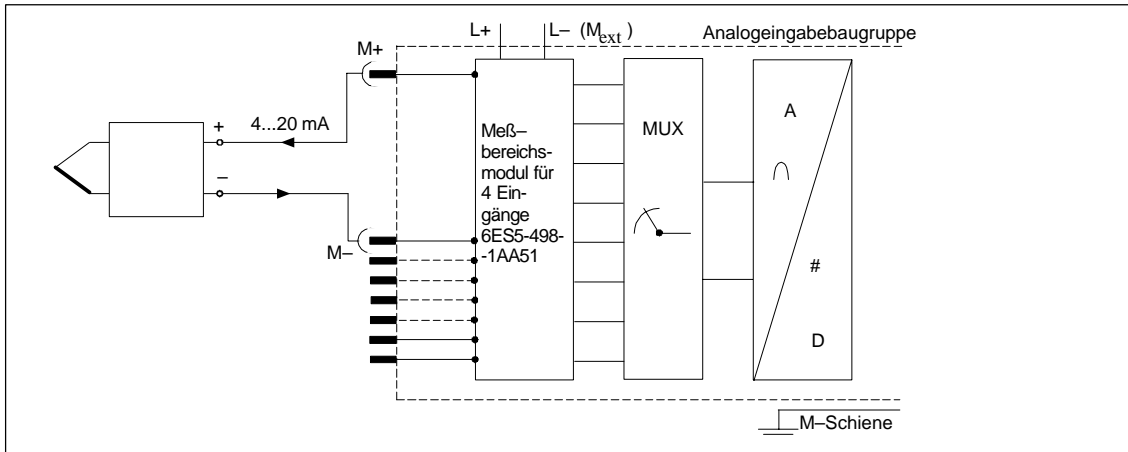 L+ L– (Mext) Analogeingabebaugruppe
M+
+ 4...20 mA
–
M–
Meß–
bereichs-
modul für
4 Ein-
gänge
6ES5-498-
-1AA51
MUX
A
∩
#
D
M–Schiene